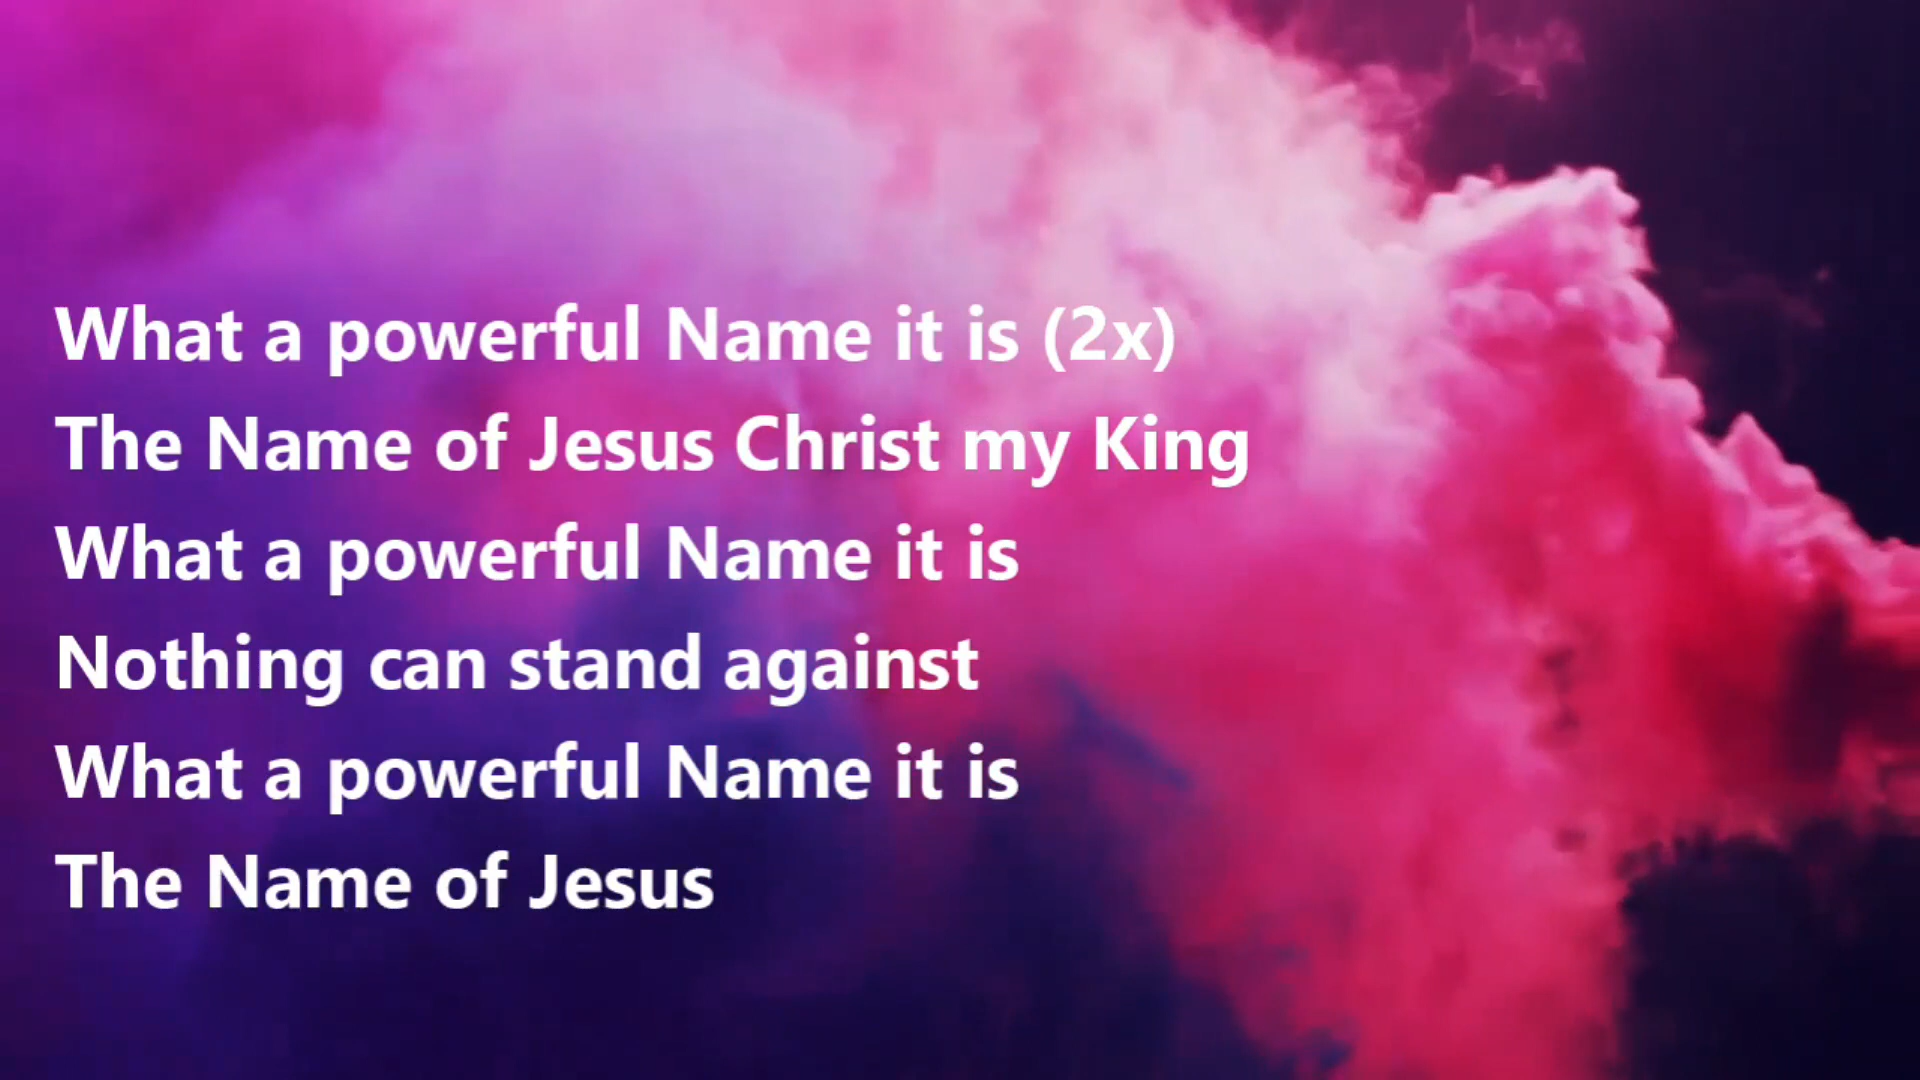 What a powerful Name it is (2x)
The Name of Jesus Christ my King
What a powerful Name it is
Nothing can stand against
What a powerful Name it is
The Name of Jesus